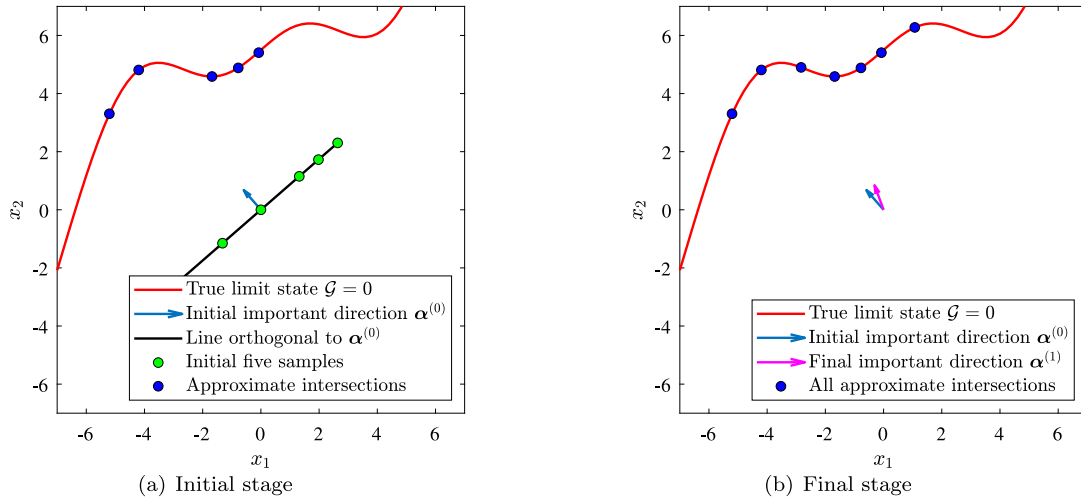 6
4
2
0
-2
-4
-6
x₂
True limit state 𝒢 = 0
Initial important direction α⁽⁰⁾
Line orthogonal to α⁽⁰⁾
Initial five samples
Approximate intersections
-6 -4 -2 0 2 4 6
x₁
(a) Initial stage
6
4
2
0
-2
-4
-6
x₂
True limit state 𝒢 = 0
Initial important direction α⁽⁰⁾
Final important direction α⁽¹⁾
All approximate intersections
-6 -4 -2 0 2 4 6
x₁
(b) Final stage